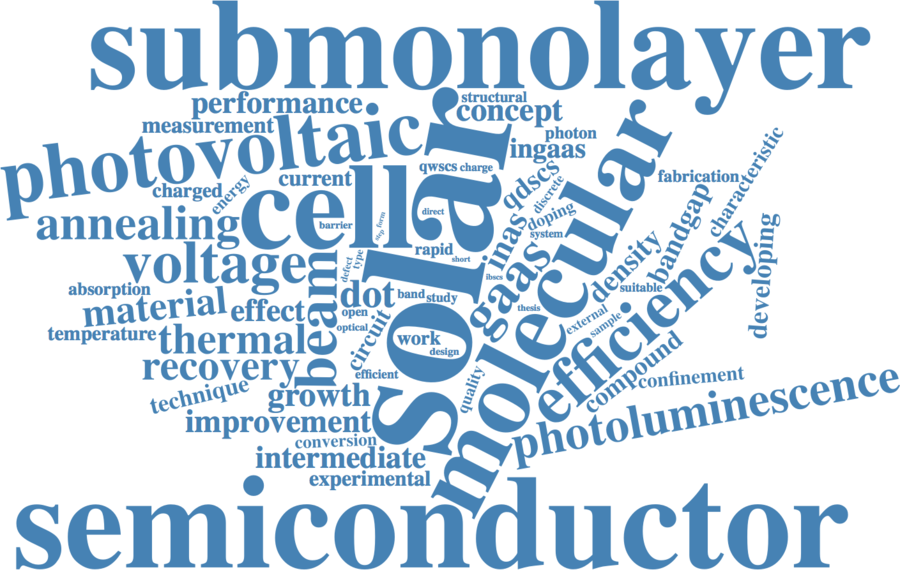 submonolayer
performance
structural
concept
measurement
photovoltaic
photon
ingaas
solar
molecular
characteristic
qwscs
charge
current
charged
energy
cell
qdscs
fabrication
discrete
direct
barrier
step
form
annealing
inas
doping
system
bandgap
developing
rapid
short
voltage
defect
type
gaas
density
efficiency
ibscs
suitable
absorption
beam
dot
band
study
material
effect
open
thesis
external
sample
temperature
thermal
optical
circuit
work
design
compound
recovery
efficient
quality
confinement
technique
growth
photoluminescence
improvement
conversion
intermediate
experimental
semiconductor